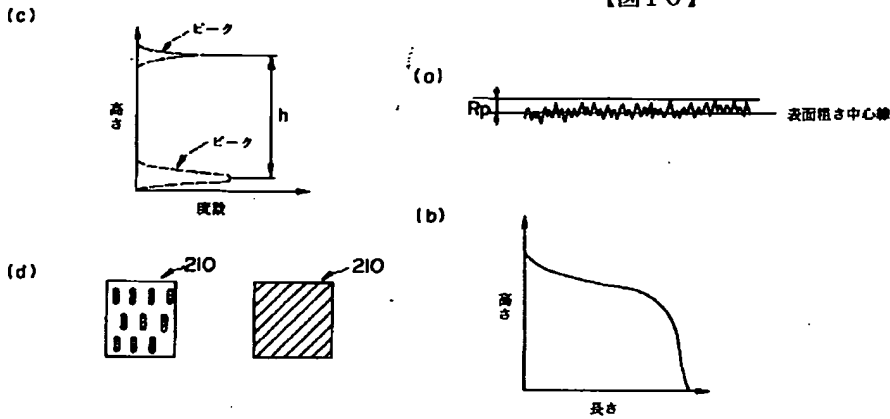 (c)
ピーク
高さ
h
ピーク
度数
(d)
210
210
【図10】
(a)
Rp
表面粗さ中心線
(b)
高さ
長さ